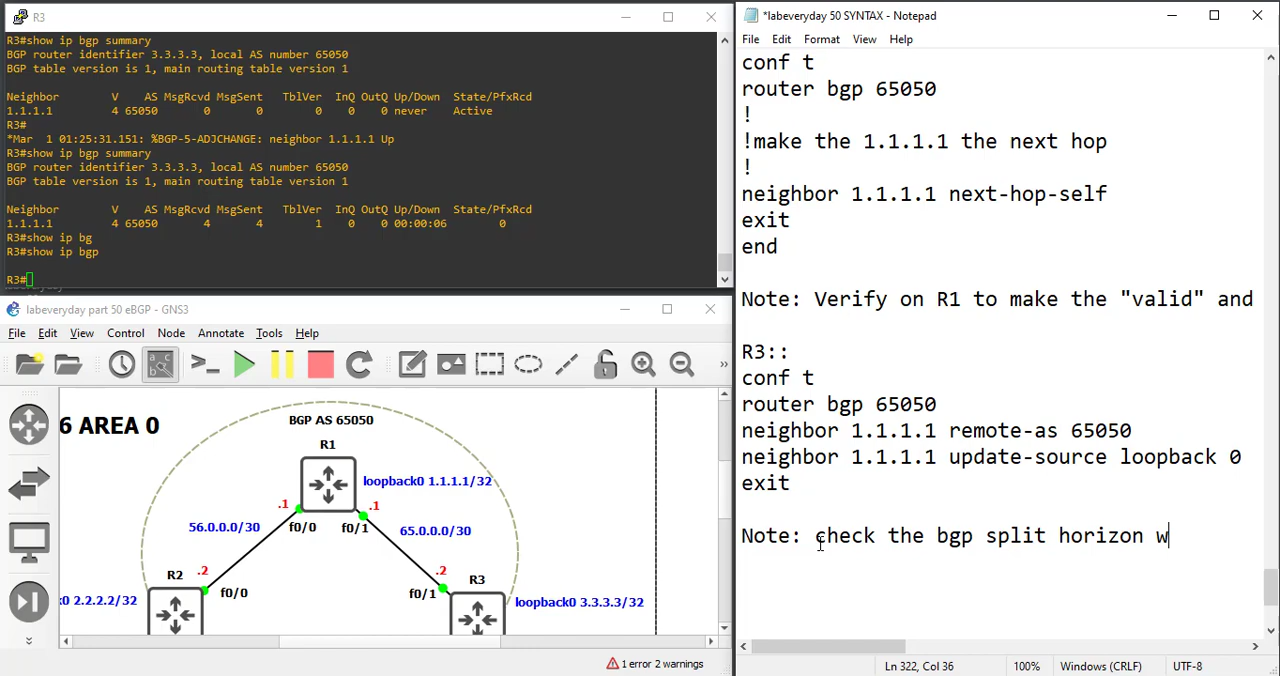 R3
R3#show ip bgp summary
BGP router identifier 3.3.3.3, local AS number 65050
BGP table version is 1, main routing table version 1
Neighbor V AS MsgRcvd MsgSent TblVer InQ OutQ Up/Down State/PfxRcd
1.1.1.1 4 65050 0 0 0 0 0 never Active
R3#
*Mar 1 01:25:31.151: %BGP-5-ADJCHANGE: neighbor 1.1.1.1 Up
R3#show ip bgp summary
BGP router identifier 3.3.3.3, local AS number 65050
BGP table version is 1, main routing table version 1
Neighbor V AS MsgRcvd MsgSent TblVer InQ OutQ Up/Down State/PfxRcd
1.1.1.1 4 65050 4 4 1 0 0 00:00:06 0
R3#show ip bg
R3#show ip bgp
R3#
labeveryday part 50 eBGP - GNS3
File Edit View Control Node Annotate Tools Help
6 AREA 0
BGP AS 65050
R1
loopback0 1.1.1.1/32
.1 .1
56.0.0.0/30 f0/0 f0/1 65.0.0.0/30
R2 .2 .2 R3
f0/0 f0/1
k0 2.2.2.2/32 loopback0 3.3.3.3/32
1 error 2 warnings
*labeveryday 50 SYNTAX - Notepad
File Edit Format View Help
conf t
router bgp 65050
!
!make the 1.1.1.1 the next hop
!
neighbor 1.1.1.1 next-hop-self
exit
end
Note: Verify on R1 to make the "valid" and
R3::
conf t
router bgp 65050
neighbor 1.1.1.1 remote-as 65050
neighbor 1.1.1.1 update-source loopback 0
exit
Note: check the bgp split horizon w
Ln 322, Col 36 100% Windows (CRLF) UTF-8